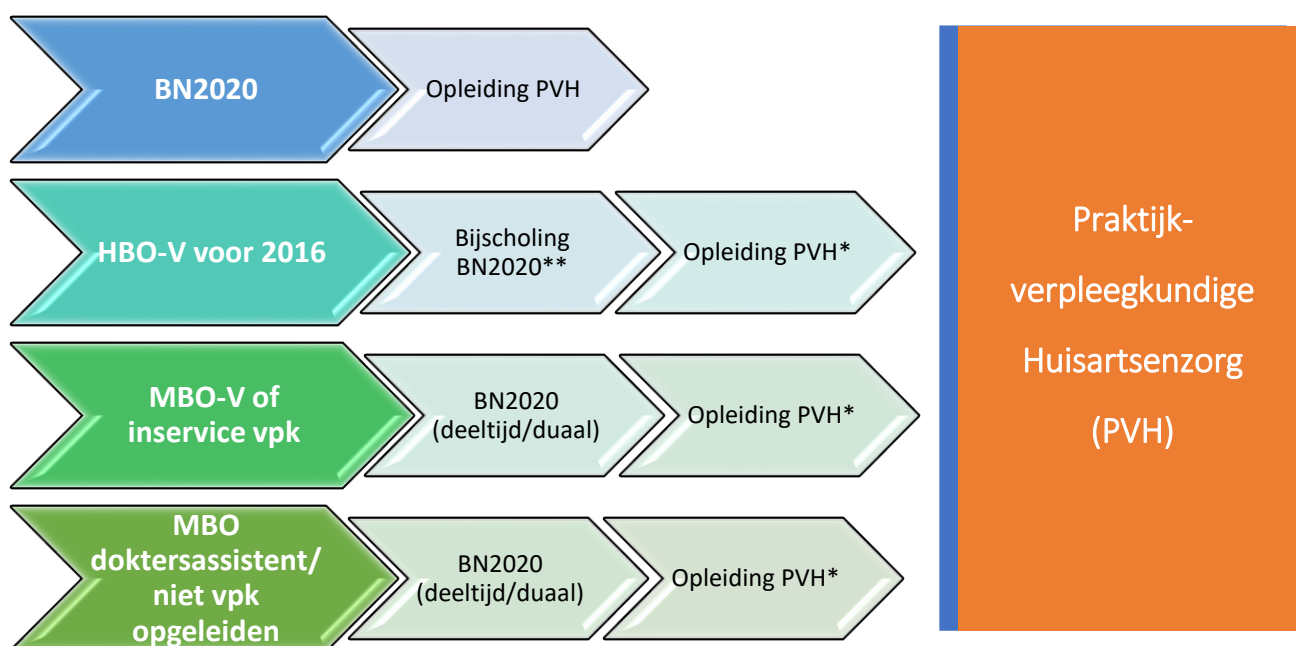 BN2020
Opleiding PVH
HBO-V voor 2016
Bijscholing
BN2020**
Opleiding PVH*
MBO-V of
inservice vpk
BN2020
(deeltijd/duaal)
Opleiding PVH*
MBO
doktersassistent/
niet vpk
opgeleiden
BN2020
(deeltijd/duaal)
Opleiding PVH*
Praktijk-
verpleegkundige
Huisartsenzorg
(PVH)